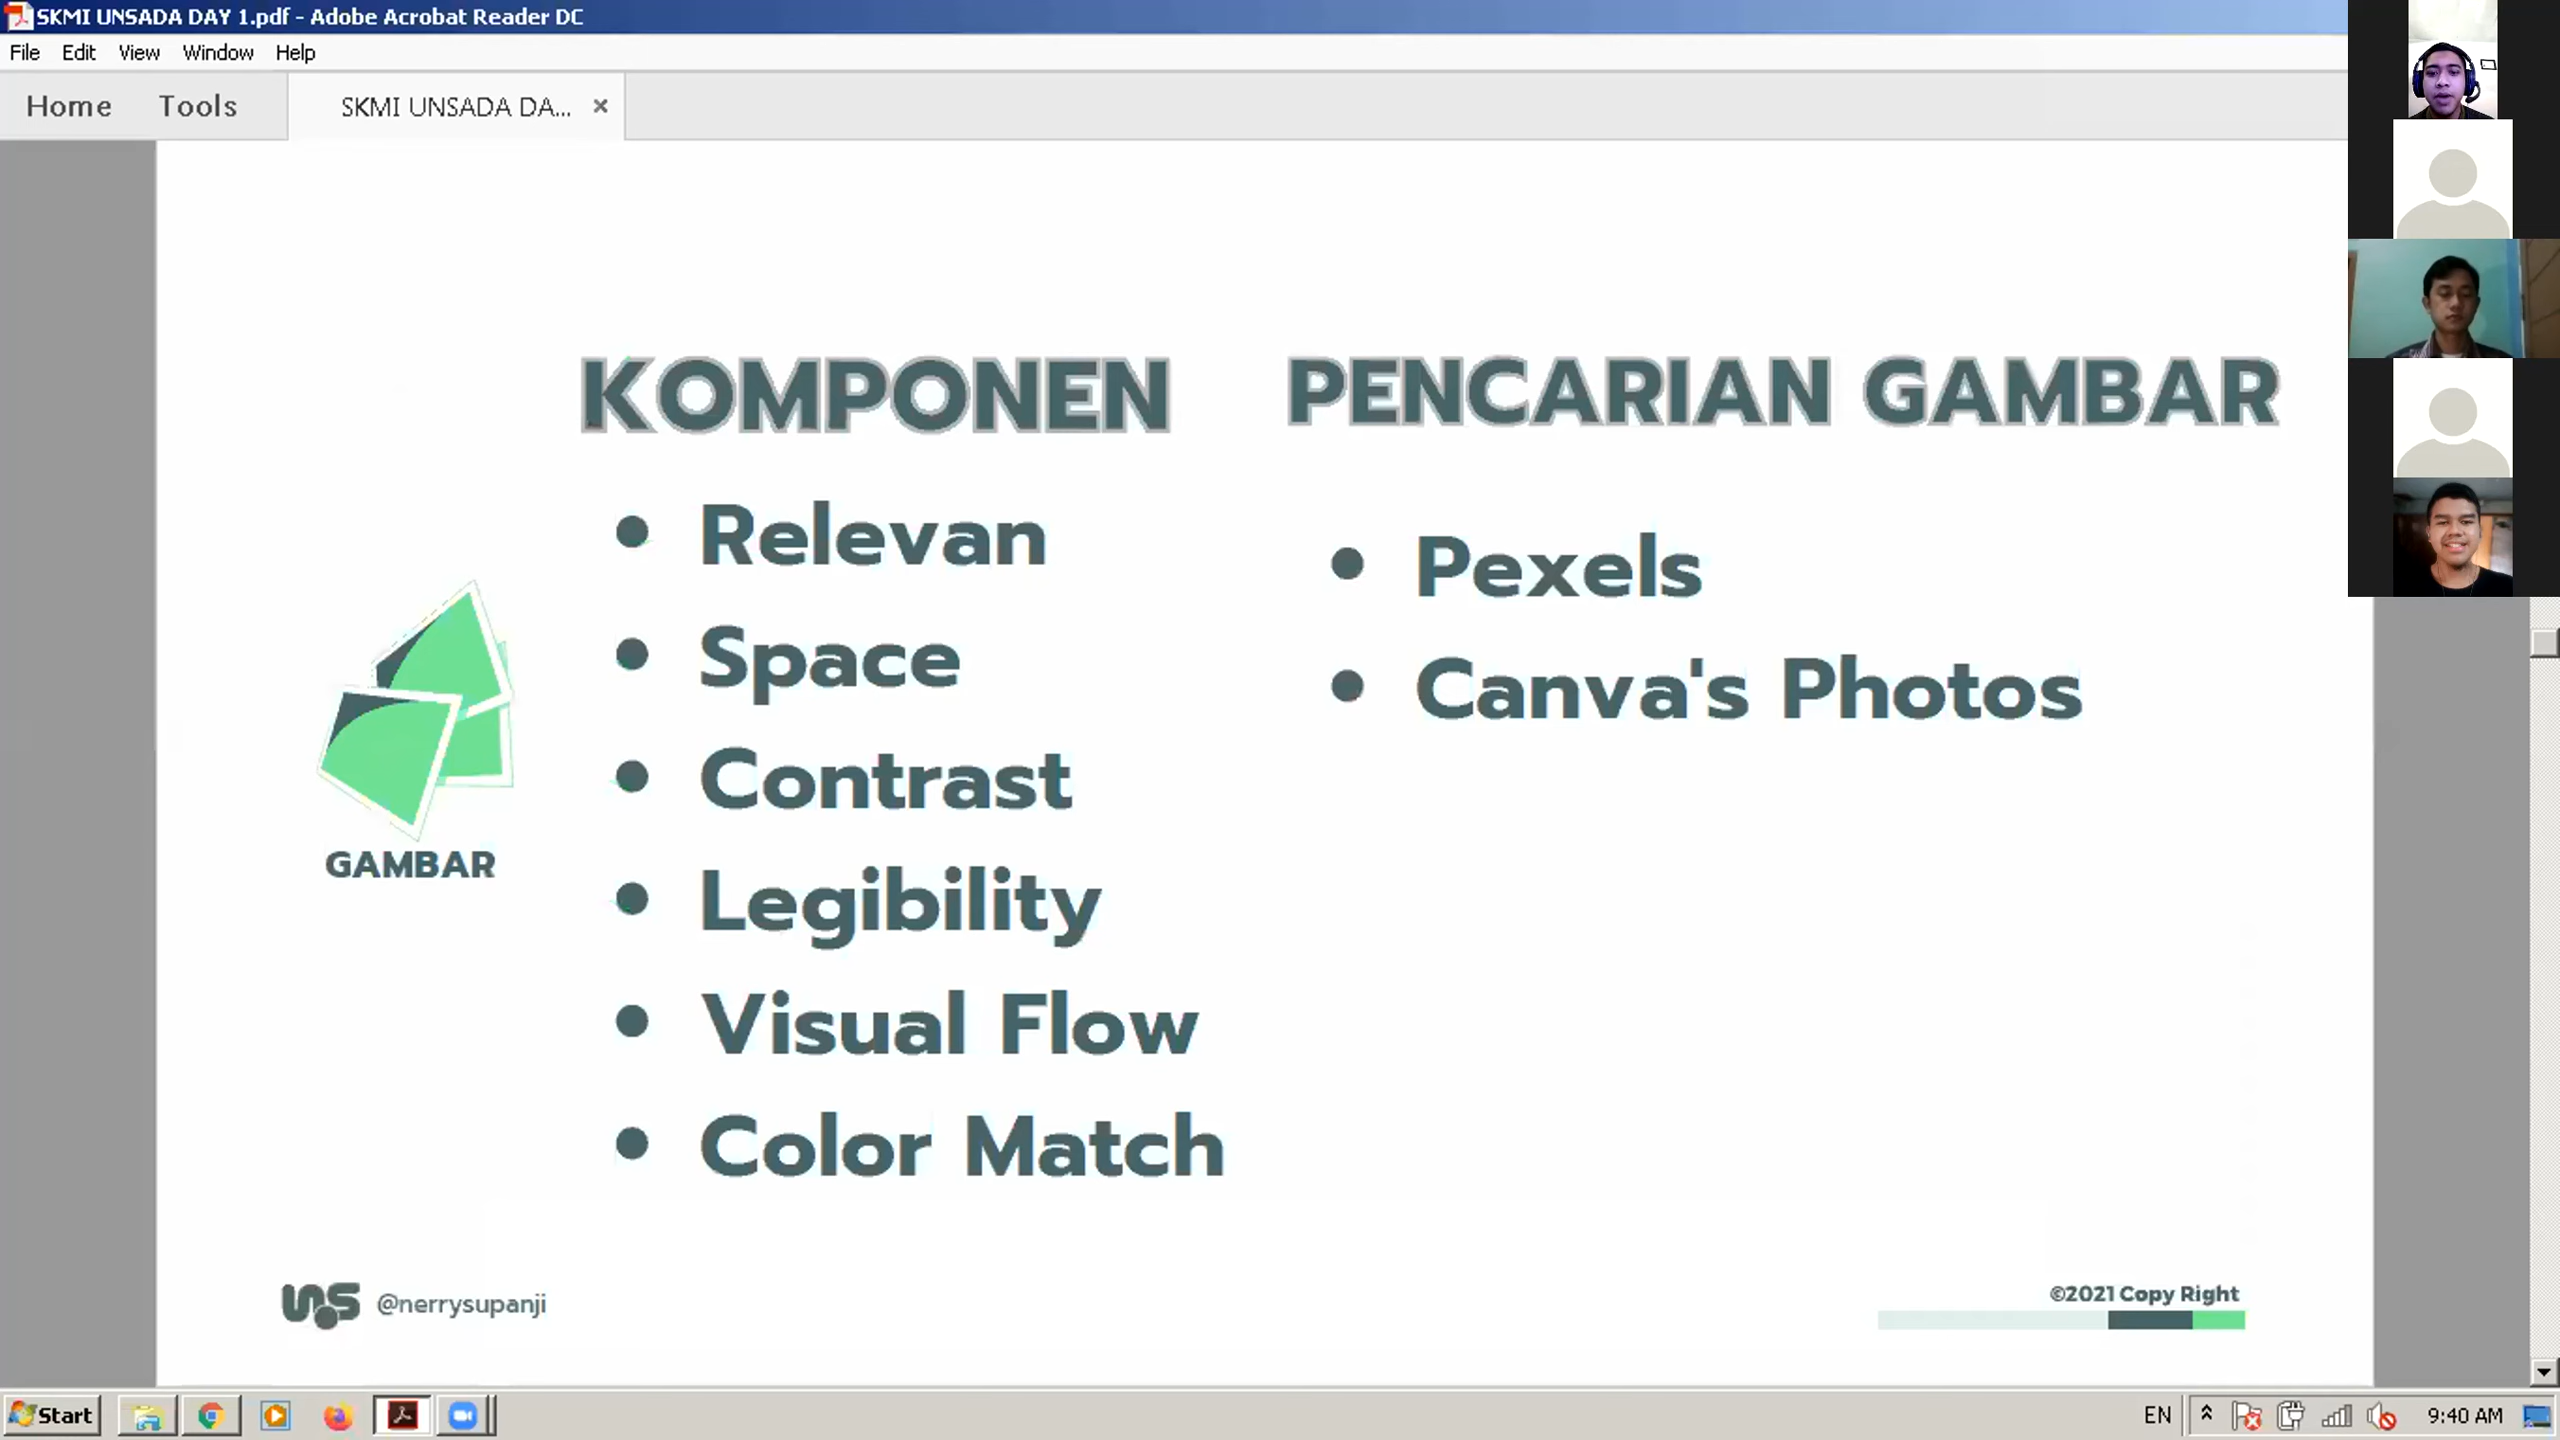 SKMI UNSADA DAY 1.pdf - Adobe Acrobat Reader DC
File Edit View Window Help
Home Tools SKMI UNSADA DA... ×
KOMPONEN
• Relevan
• Space
• Contrast
• Legibility
• Visual Flow
• Color Match
PENCARIAN GAMBAR
• Pexels
• Canva's Photos
GAMBAR
@nerrysupanji
©2021 Copy Right
Start
EN
9:40 AM